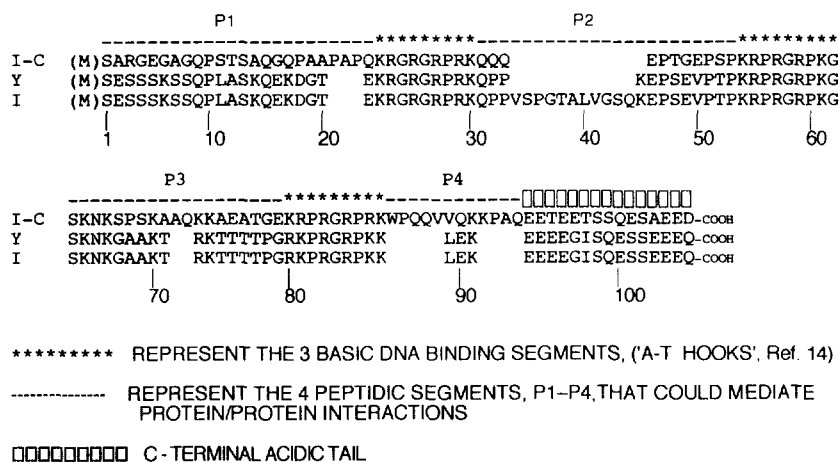 P1 P2
I-C (M)SARGEGAGQPSTSAQGQPAAPAPQKRGRGRPRKQQQ EPTGEPSPKRPRGRPKG
Y (M)SESSSKSSQPLASKQEKDGT EKRGRGRPRKQPP KEPSEVPTPKRPRGRPKG
I (M)SESSSKSSQPLASKQEKDGT EKRGRGRPRKQPPVSPGTALVGSQKEPSEVPTPKRPRGRPKG
1 10 20 30 40 50 60
P3 P4
I-C SKNKSPSKAAQKKAEATGEKRPRGRPRKWPQQVVQKKPAQEETEETSSQESAEED-COOH
Y SKNKGAAKT RKTTTTPGRKPRGRPKK LEK EEEEGISQESSEEEQ-COOH
I SKNKGAAKT RKTTTTPGRKPRGRPKK LEK EEEEGISQESSEEEQ-COOH
70 80 90 100
********* REPRESENT THE 3 BASIC DNA BINDING SEGMENTS, ('A-T HOOKS', Ref. 14)
-------------- REPRESENT THE 4 PEPTIDIC SEGMENTS, P1–P4, THAT COULD MEDIATE
PROTEIN/PROTEIN INTERACTIONS
C-TERMINAL ACIDIC TAIL